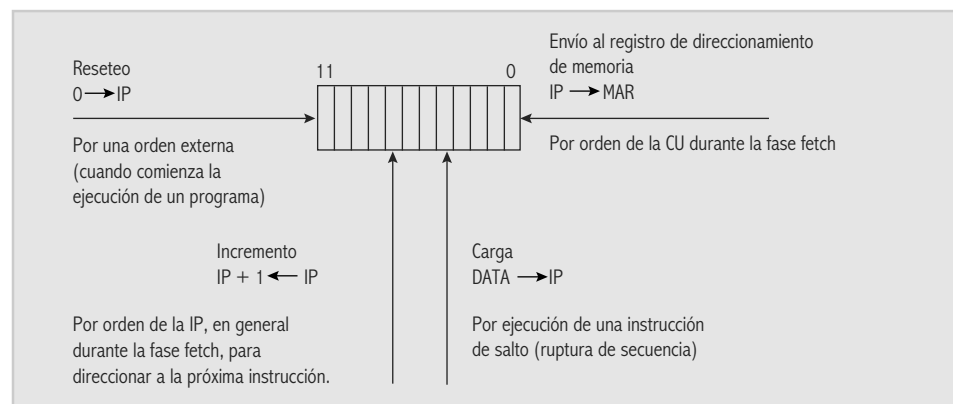 Reseteo
0→IP
Por una orden externa
(cuando comienza la
ejecución de un programa)
11
0
Envío al registro de direccionamiento
de memoria
IP → MAR
Por orden de la CU durante la fase fetch
Incremento
IP + 1 ← IP
Por orden de la IP, en general
durante la fase fetch, para
direccionar a la próxima instrucción.
Carga
DATA →IP
Por ejecución de una instrucción
de salto (ruptura de secuencia)